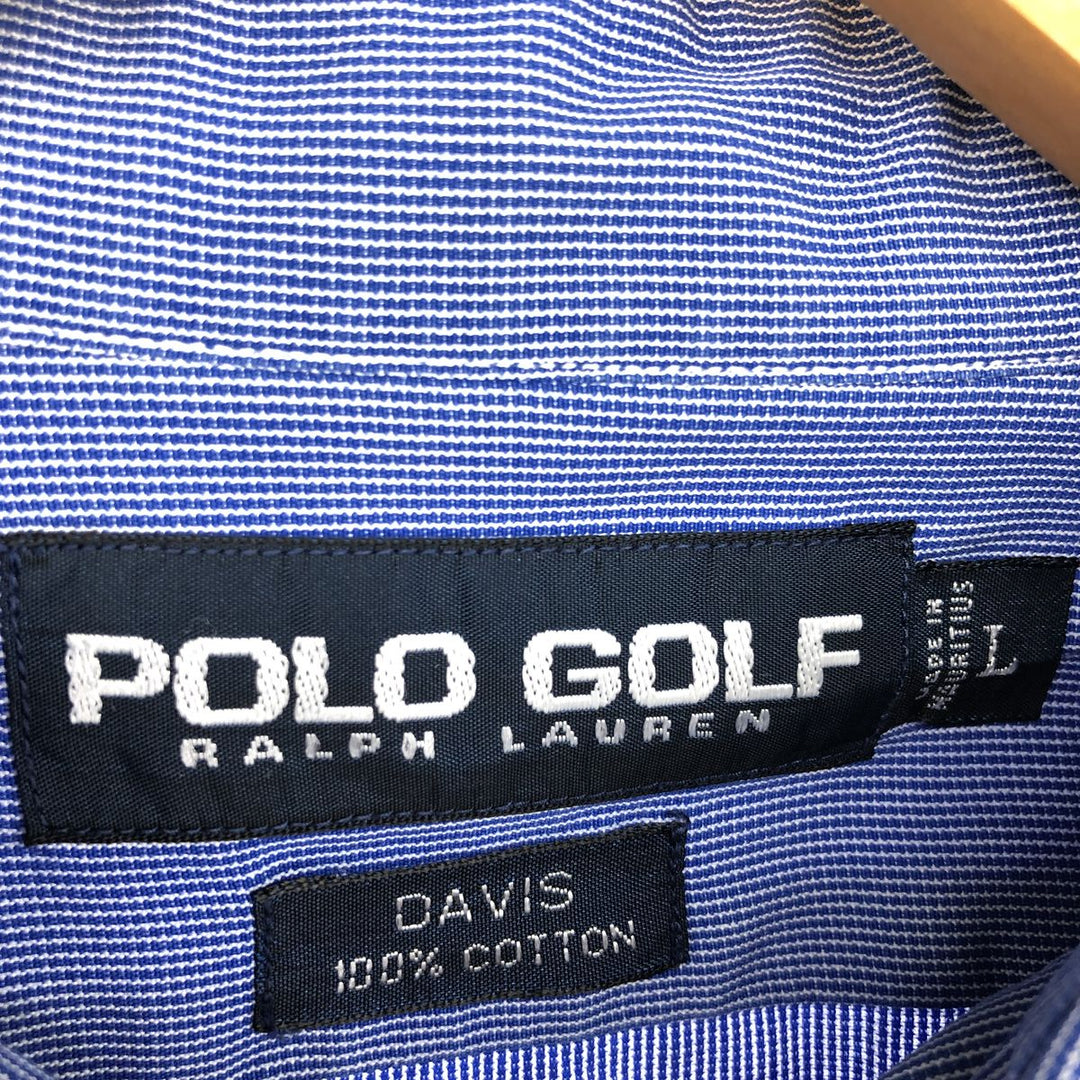 POLO GOLF
RALPH LAUREN
MADE IN
MAURITIUS
L
DAVIS
100% COTTON